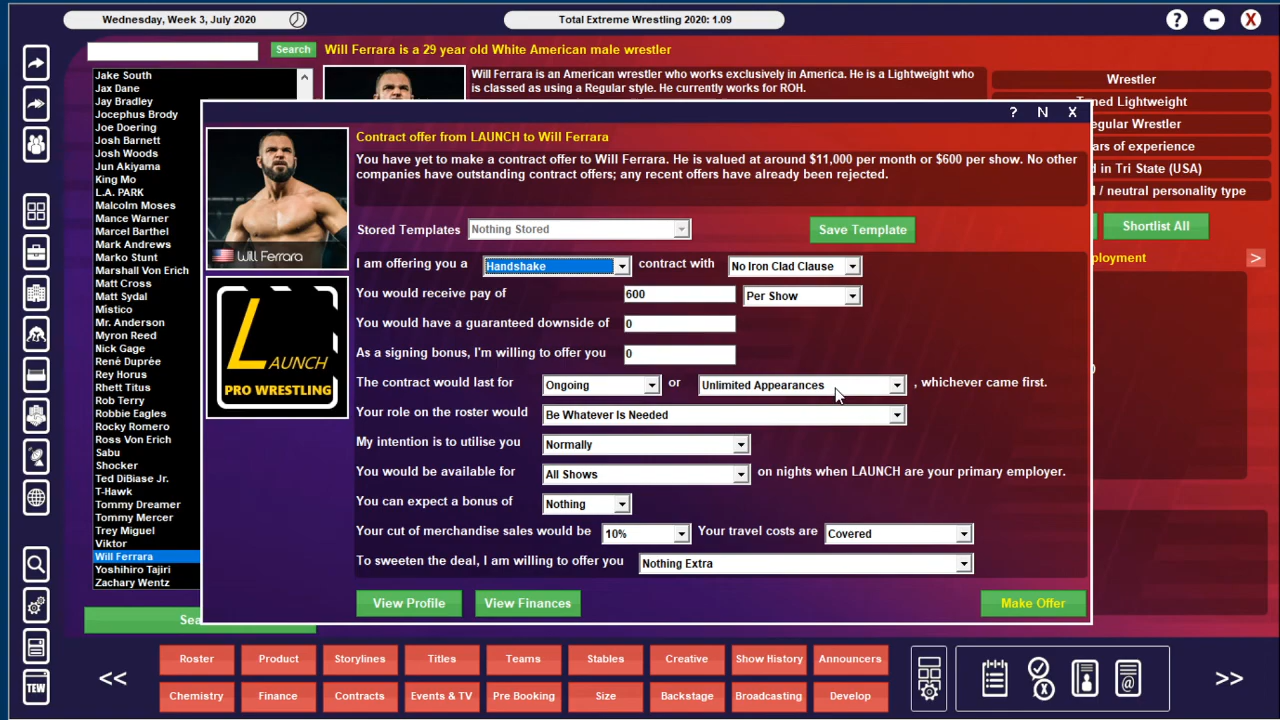 Wednesday, Week 3, July 2020
Total Extreme Wrestling 2020: 1.09
?
X
Search
Will Ferrara is a 29 year old White American male wrestler
Will Ferrara is an American wrestler who works exclusively in America. He is a Lightweight who
is classed as using a Regular style. He currently works for ROH.
Jake South
Jax Dane
Jay Bradley
Jocephus Brody
Joe Doering
Josh Barnett
Josh Woods
Jun Akiyama
King Mo
L.A. PARK
Malcolm Moses
Mance Warner
Marcel Barthel
Mark Andrews
Marko Stunt
Marshall Von Erich
Matt Cross
Matt Sydal
Mistico
Mr. Anderson
Myron Reed
Nick Gage
René Duprée
Rey Horus
Rhett Titus
Rob Terry
Robbie Eagles
Rocky Romero
Ross Von Erich
Sabu
Shocker
Ted DiBiase Jr.
T-Hawk
Tommy Dreamer
Tommy Mercer
Trey Miguel
Viktor
Will Ferrara
Yoshihiro Tajiri
Zachary Wentz
Sea
Wrestler
ned Lightweight
egular Wrestler
ars of experience
d in Tri State (USA)
l / neutral personality type
Shortlist All
ployment
>
? N X
Contract offer from LAUNCH to Will Ferrara
You have yet to make a contract offer to Will Ferrara. He is valued at around $11,000 per month or $600 per show. No other
companies have outstanding contract offers; any recent offers have already been rejected.
Will Ferrara
LAUNCH
PRO WRESTLING
Stored Templates Nothing Stored Save Template
I am offering you a Handshake contract with No Iron Clad Clause
You would receive pay of 600 Per Show
You would have a guaranteed downside of 0
As a signing bonus, I'm willing to offer you 0
The contract would last for Ongoing or Unlimited Appearances , whichever came first.
Your role on the roster would Be Whatever Is Needed
My intention is to utilise you Normally
You would be available for All Shows on nights when LAUNCH are your primary employer.
You can expect a bonus of Nothing
Your cut of merchandise sales would be 10% Your travel costs are Covered
To sweeten the deal, I am willing to offer you Nothing Extra
View Profile View Finances Make Offer
<< Roster Product Storylines Titles Teams Stables Creative Show History Announcers >>
Chemistry Finance Contracts Events & TV Pre Booking Size Backstage Broadcasting Develop
TEW